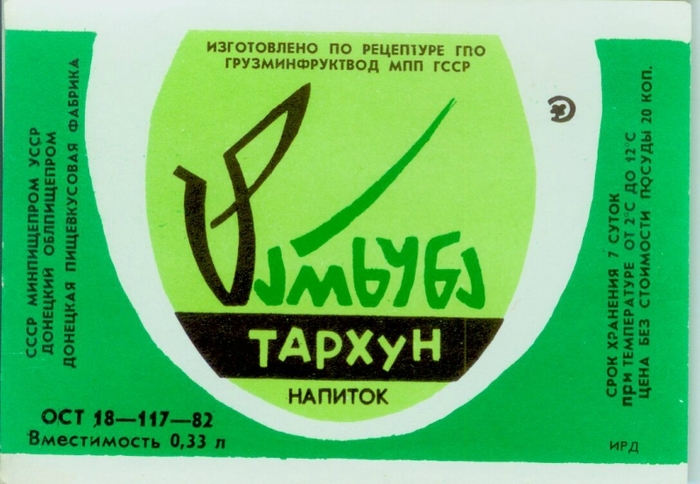 СССР МИНПИЩЕПРОМ УССР
ДОНЕЦКИЙ ОБЛПИЩЕПРОМ
ДОНЕЦКАЯ ПИЩЕВКУСОВАЯ ФАБРИКА
ИЗГОТОВЛЕНО ПО РЕЦЕПТУРЕ ГПО
ГРУЗМИНФРУКТВОД МПП ГССР
ტარხუნა
ТАРХУН
НАПИТОК
ОСТ 18—117—82
Вместимость 0,33 л
СРОК ХРАНЕНИЯ 7 СУТОК
при ТЕМПЕРАТУРЕ ОТ 2°С ДО 12°С
ЦЕНА БЕЗ СТОИМОСТИ ПОСУДЫ 20 КОП.
ИРД